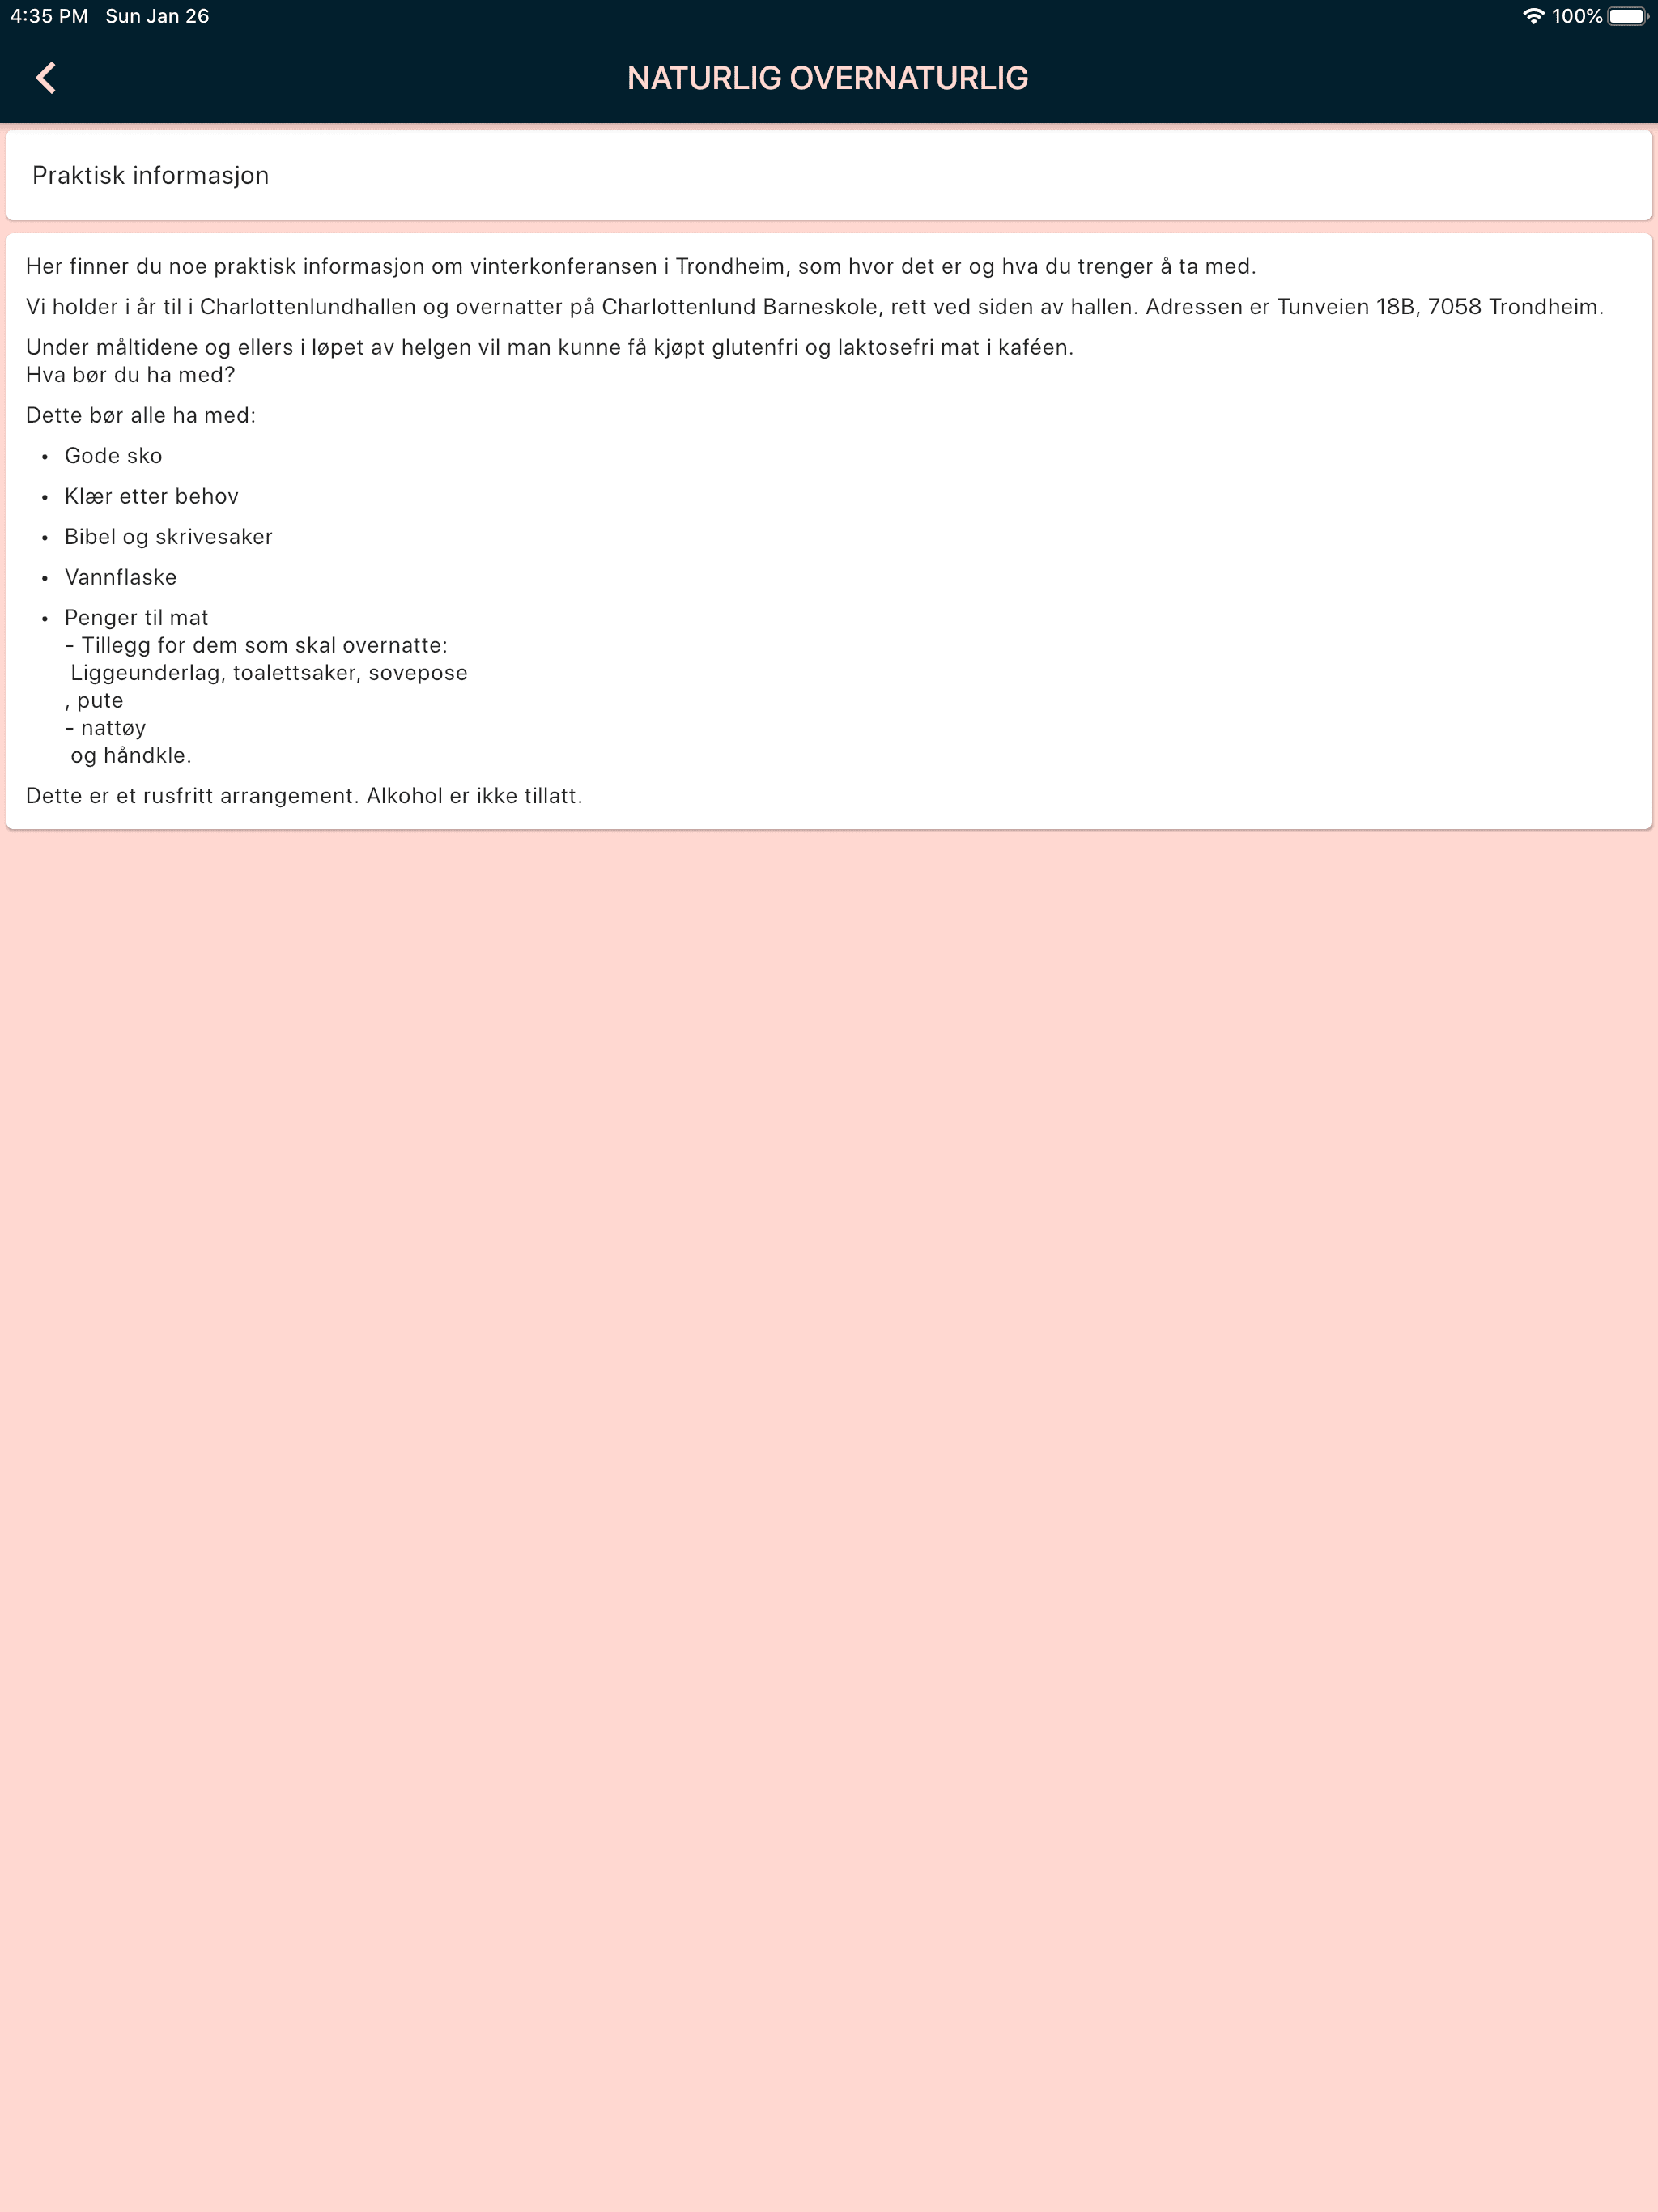 4:35 PM Sun Jan 26 100%
NATURLIG OVERNATURLIG
Praktisk informasjon
Her finner du noe praktisk informasjon om vinterkonferansen i Trondheim, som hvor det er og hva du trenger å ta med.
Vi holder i år til i Charlottenlundhallen og overnatter på Charlottenlund Barneskole, rett ved siden av hallen. Adressen er Tunveien 18B, 7058 Trondheim.
Under måltidene og ellers i løpet av helgen vil man kunne få kjøpt glutenfri og laktosefri mat i kaféen.
Hva bør du ha med?
Dette bør alle ha med:
• Gode sko
• Klær etter behov
• Bibel og skrivesaker
• Vannflaske
• Penger til mat
- Tillegg for dem som skal overnatte:
Liggeunderlag, toalettsaker, sovepose
, pute
- nattøy
og håndkle.
Dette er et rusfritt arrangement. Alkohol er ikke tillatt.